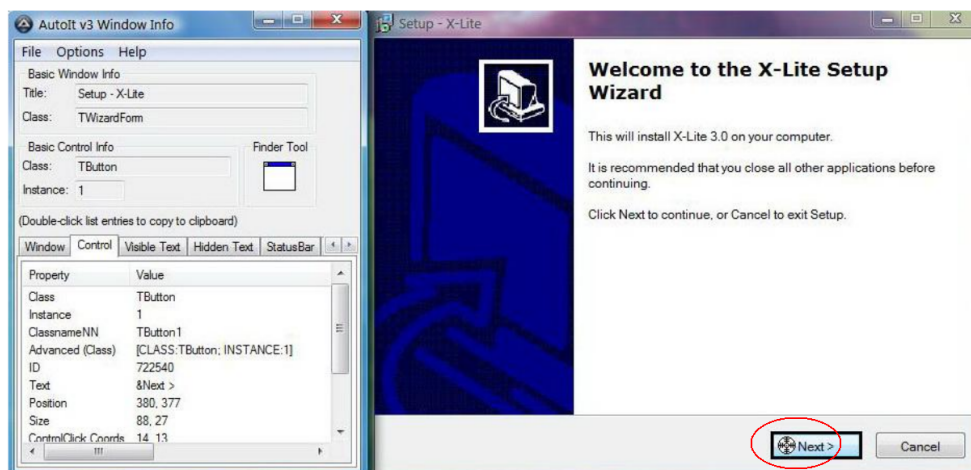 AutoIt v3 Window Info
File Options Help
Basic Window Info
Title: Setup - X-Lite
Class: TWizardForm
Basic Control Info
Class: TButton
Instance: 1
Finder Tool
(Double-click list entries to copy to clipboard)
Window Control Visible Text Hidden Text StatusBar
Property Value
Class TButton
Instance 1
ClassnameNN TButton1
Advanced (Class) [CLASS:TButton; INSTANCE:1]
ID 722540
Text &Next >
Position 380, 377
Size 88, 27
ControlClick Coords 14, 13
Setup - X-Lite
Welcome to the X-Lite Setup
Wizard
This will install X-Lite 3.0 on your computer.
It is recommended that you close all other applications before
continuing.
Click Next to continue, or Cancel to exit Setup.
Next >
Cancel